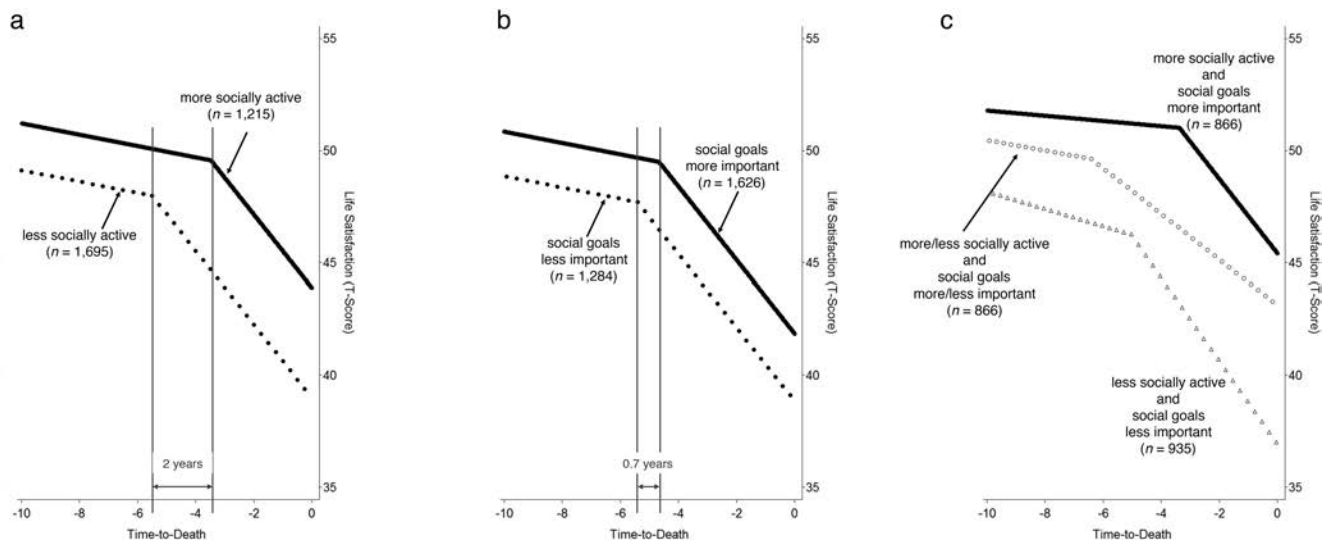 a
55
50
45
40
35
Life Satisfaction (T-Score)
more socially active
(n = 1,215)
less socially active
(n = 1,695)
2 years
-10
-8
-6
-4
-2
0
Time-to-Death
b
55
50
45
40
35
Life Satisfaction (T-Score)
social goals
more important
(n = 1,626)
social goals
less important
(n = 1,284)
0.7 years
-10
-8
-6
-4
-2
0
Time-to-Death
c
55
50
45
40
35
Life Satisfaction (T-Score)
more socially active
and
social goals
more important
(n = 866)
more/less socially active
and
social goals
more/less important
(n = 866)
less socially active
and
social goals
less important
(n = 935)
-10
-8
-6
-4
-2
0
Time-to-Death